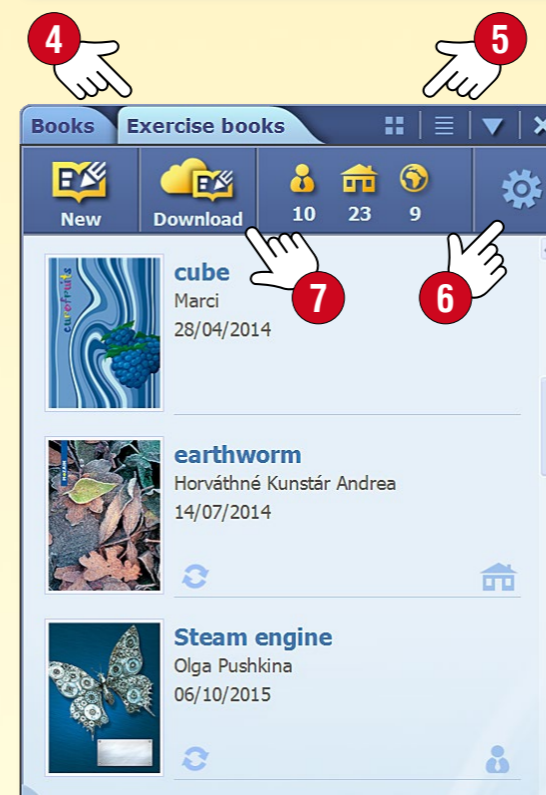 4
5
Books Exercise books
New Download 10 23 9
7
6
cube
Marci
28/04/2014
eurofruits
earthworm
Horváthné Kunstár Andrea
14/07/2014
Steam engine
Olga Pushkina
06/10/2015